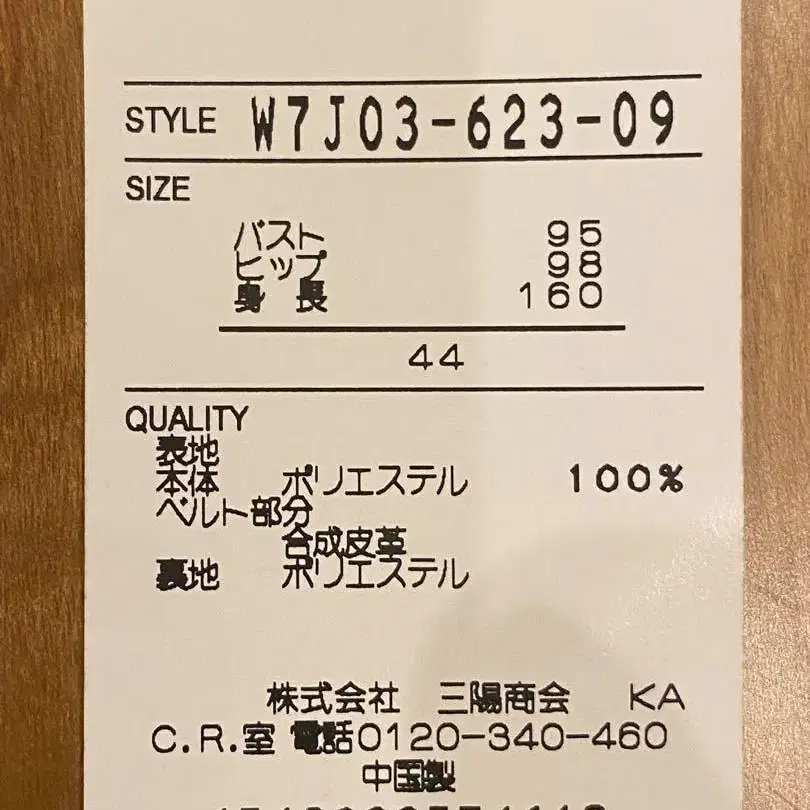 STYLE W7J03-623-09
SIZE
バスト 95
ヒップ 98
身長 160
44
QUALITY
表地
本体 ポリエステル 100%
ベルト部分
合成皮革
裏地 ポリエステル
株式会社 三陽商会 KA
C.R.室 電話0120-340-460
中国製